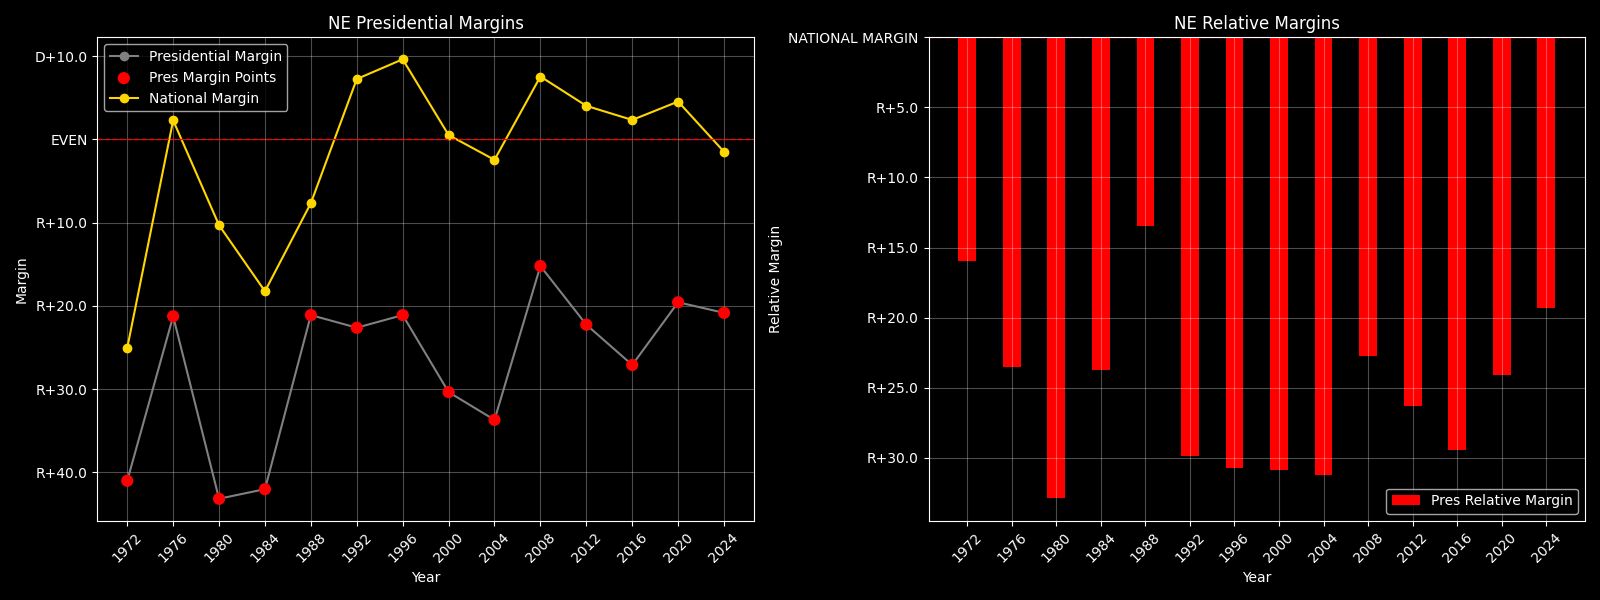 NE Presidential Margins
Presidential Margin
Pres Margin Points
National Margin
D+10.0
EVEN
R+10.0
R+20.0
R+30.0
R+40.0
Margin
1972
1976
1980
1984
1988
1992
1996
2000
2004
2008
2012
2016
2020
2024
Year
NE Relative Margins
NATIONAL MARGIN
R+5.0
R+10.0
R+15.0
R+20.0
R+25.0
R+30.0
Relative Margin
Pres Relative Margin
1972
1976
1980
1984
1988
1992
1996
2000
2004
2008
2012
2016
2020
2024
Year